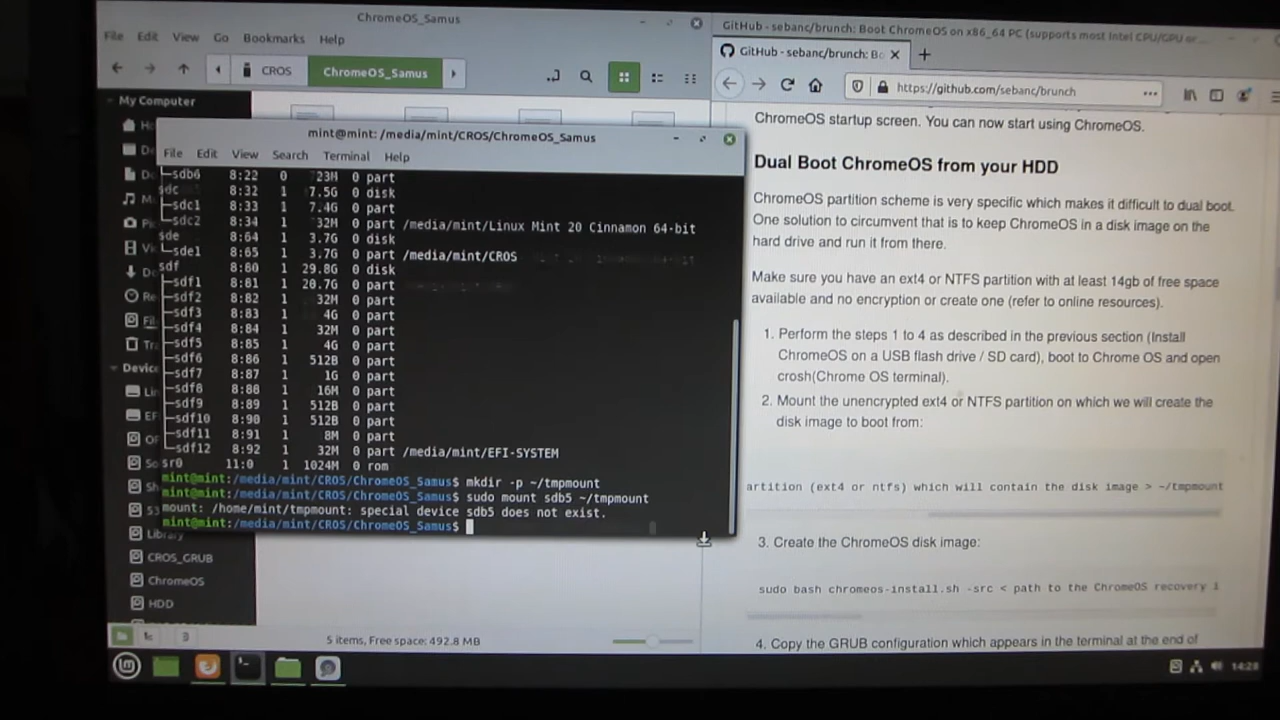 ChromeOS_Samus
File Edit View Go Bookmarks Help
CROS
ChromeOS_Samus
My Computer
Devic
EF
Library
CROS_GRUB
ChromeOS
HDD
5 items, Free space: 492.8 MB
mint@mint: /media/mint/CROS/ChromeOS_Samus
File Edit View Search Terminal Help
└─sdb6 8:22 0 723M 0 part
sdc 8:32 1 7.5G 0 disk
├─sdc1 8:33 1 7.4G 0 part
└─sdc2 8:34 1 32M 0 part /media/mint/Linux Mint 20 Cinnamon 64-bit
sde 8:64 1 3.7G 0 disk
└─sde1 8:65 1 3.7G 0 part /media/mint/CROS
sdf 8:80 1 29.8G 0 disk
├─sdf1 8:81 1 20.7G 0 part
├─sdf2 8:82 1 32M 0 part
├─sdf3 8:83 1 4G 0 part
├─sdf4 8:84 1 32M 0 part
├─sdf5 8:85 1 4G 0 part
├─sdf6 8:86 1 512B 0 part
├─sdf7 8:87 1 1G 0 part
├─sdf8 8:88 1 16M 0 part
├─sdf9 8:89 1 512B 0 part
├─sdf10 8:90 1 512B 0 part
├─sdf11 8:91 1 8M 0 part
└─sdf12 8:92 1 32M 0 part /media/mint/EFI-SYSTEM
sr0 11:0 1 1024M 0 rom
mint@mint:/media/mint/CROS/ChromeOS_Samus$ mkdir -p ~/tmpmount
mint@mint:/media/mint/CROS/ChromeOS_Samus$ sudo mount sdb5 ~/tmpmount
mount: /home/mint/tmpmount: special device sdb5 does not exist.
mint@mint:/media/mint/CROS/ChromeOS_Samus$
GitHub - sebanc/brunch: Boot ChromeOS on x86_64 PC (supports most Intel CPU/GPU or ...
GitHub - sebanc/brunch: Bo
https://github.com/sebanc/brunch
ChromeOS startup screen. You can now start using ChromeOS.
Dual Boot ChromeOS from your HDD
ChromeOS partition scheme is very specific which makes it difficult to dual boot.
One solution to circumvent that is to keep ChromeOS in a disk image on the
hard drive and run it from there.
Make sure you have an ext4 or NTFS partition with at least 14gb of free space
available and no encryption or create one (refer to online resources).
1. Perform the steps 1 to 4 as described in the previous section (Install
ChromeOS on a USB flash drive / SD card), boot to Chrome OS and open
crosh(Chrome OS terminal).
2. Mount the unencrypted ext4 or NTFS partition on which we will create the
disk image to boot from:
artition (ext4 or ntfs) which will contain the disk image > ~/tmpmount
3. Create the ChromeOS disk image:
sudo bash chromeos-install.sh -src < path to the ChromeOS recovery i
4. Copy the GRUB configuration which appears in the terminal at the end of
14:28